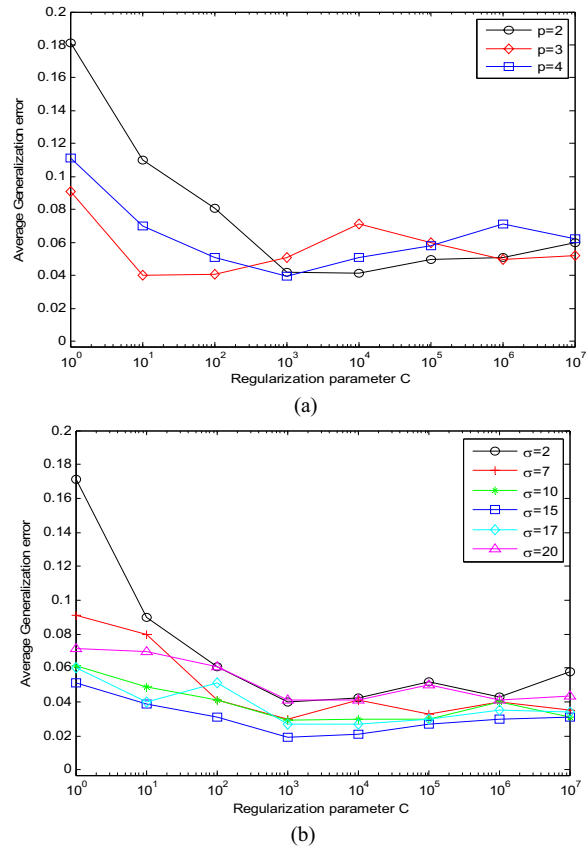 0.2
0.18
0.16
0.14
0.12
0.1
0.08
0.06
0.04
0.02
0
Average Generalization error
p=2
p=3
p=4
10^0 10^1 10^2 10^3 10^4 10^5 10^6 10^7
Regularization parameter C
(a)
0.2
0.18
0.16
0.14
0.12
0.1
0.08
0.06
0.04
0.02
0
Average Generalization error
σ=2
σ=7
σ=10
σ=15
σ=17
σ=20
10^0 10^1 10^2 10^3 10^4 10^5 10^6 10^7
Regularization parameter C
(b)